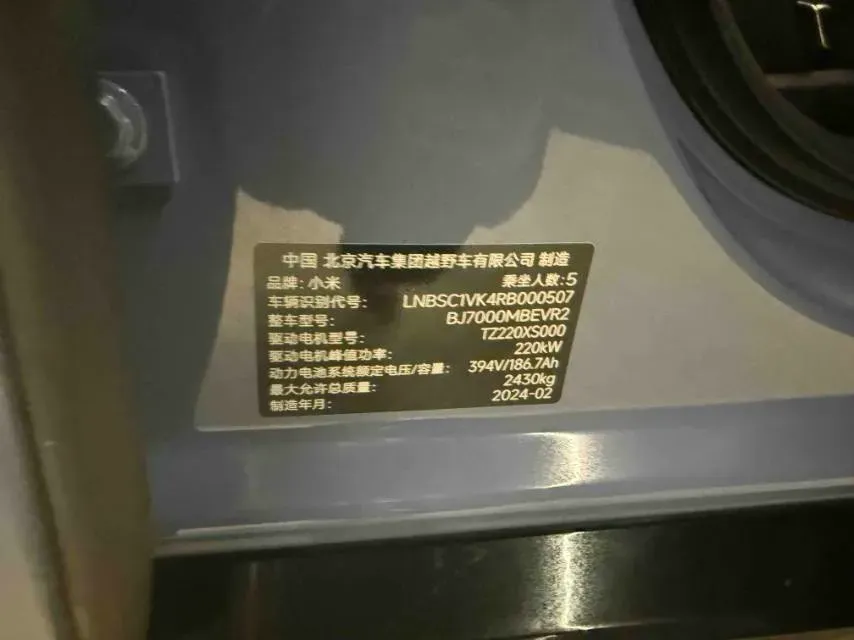 中国 北京汽车集团越野车有限公司 制造
品牌: 小米 乘坐人数: 5
车辆识别代号: LNBSC1VK4RB000507
整车型号: BJ7000MBEVR2
驱动电机型号: TZ220XS000
驱动电机峰值功率: 220kW
动力电池系统额定电压/容量: 394V/186.7Ah
最大允许总质量: 2430kg
制造年月: 2024-02